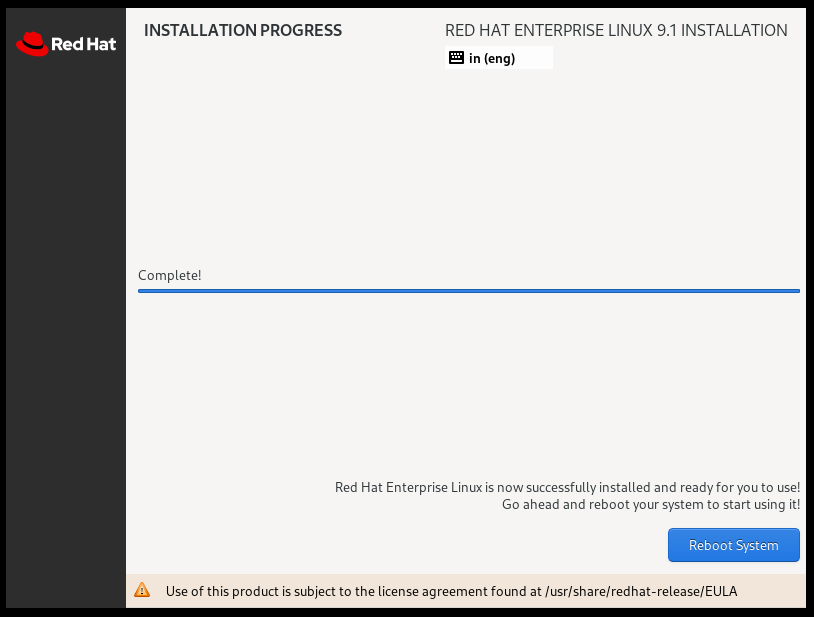 Red Hat
INSTALLATION PROGRESS
RED HAT ENTERPRISE LINUX 9.1 INSTALLATION
in (eng)
Complete!
Red Hat Enterprise Linux is now successfully installed and ready for you to use!
Go ahead and reboot your system to start using it!
Reboot System
Use of this product is subject to the license agreement found at /usr/share/redhat-release/EULA